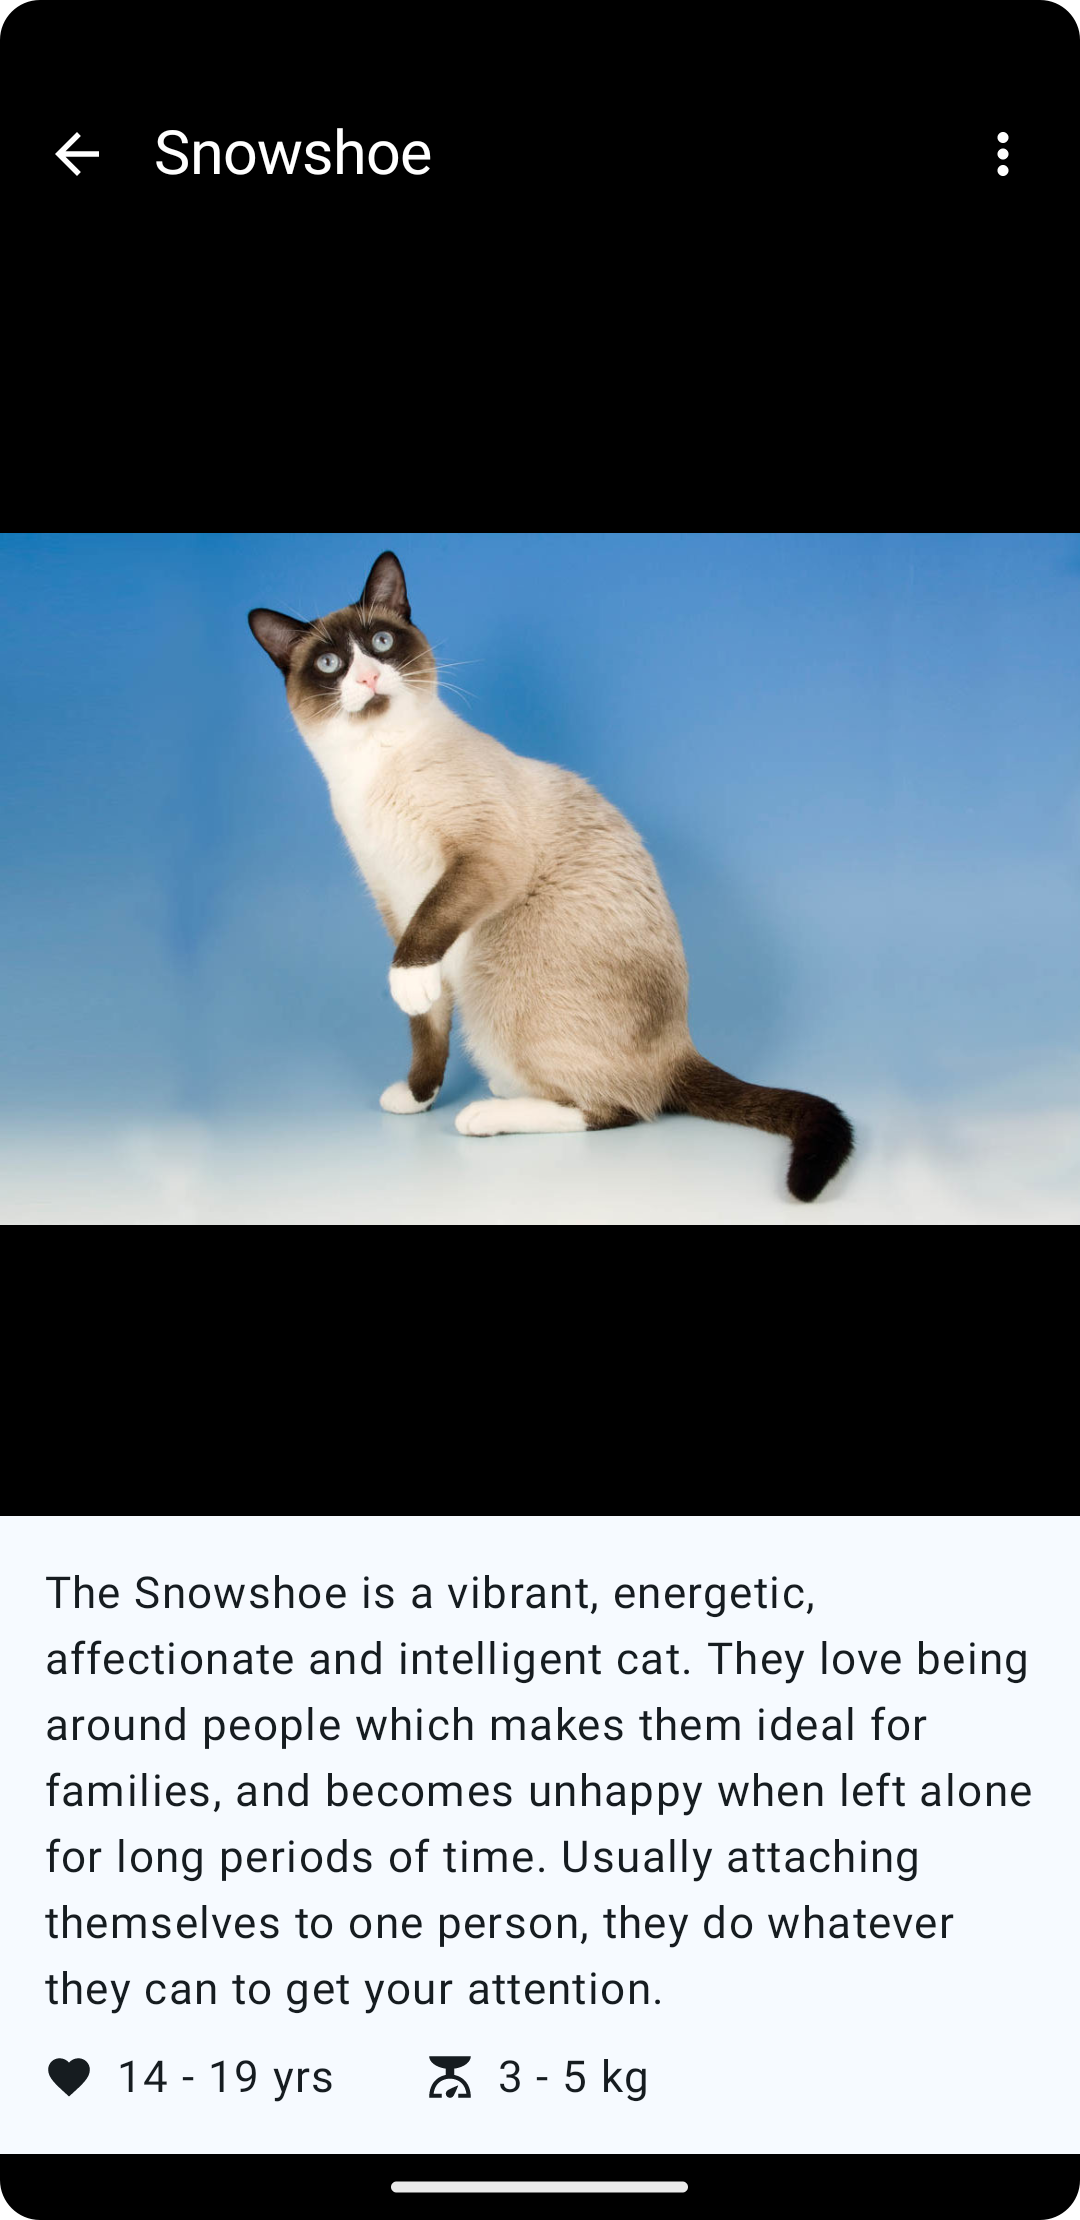 Snowshoe
The Snowshoe is a vibrant, energetic,
affectionate and intelligent cat. They love being
around people which makes them ideal for
families, and becomes unhappy when left alone
for long periods of time. Usually attaching
themselves to one person, they do whatever
they can to get your attention.
14 - 19 yrs 3 - 5 kg